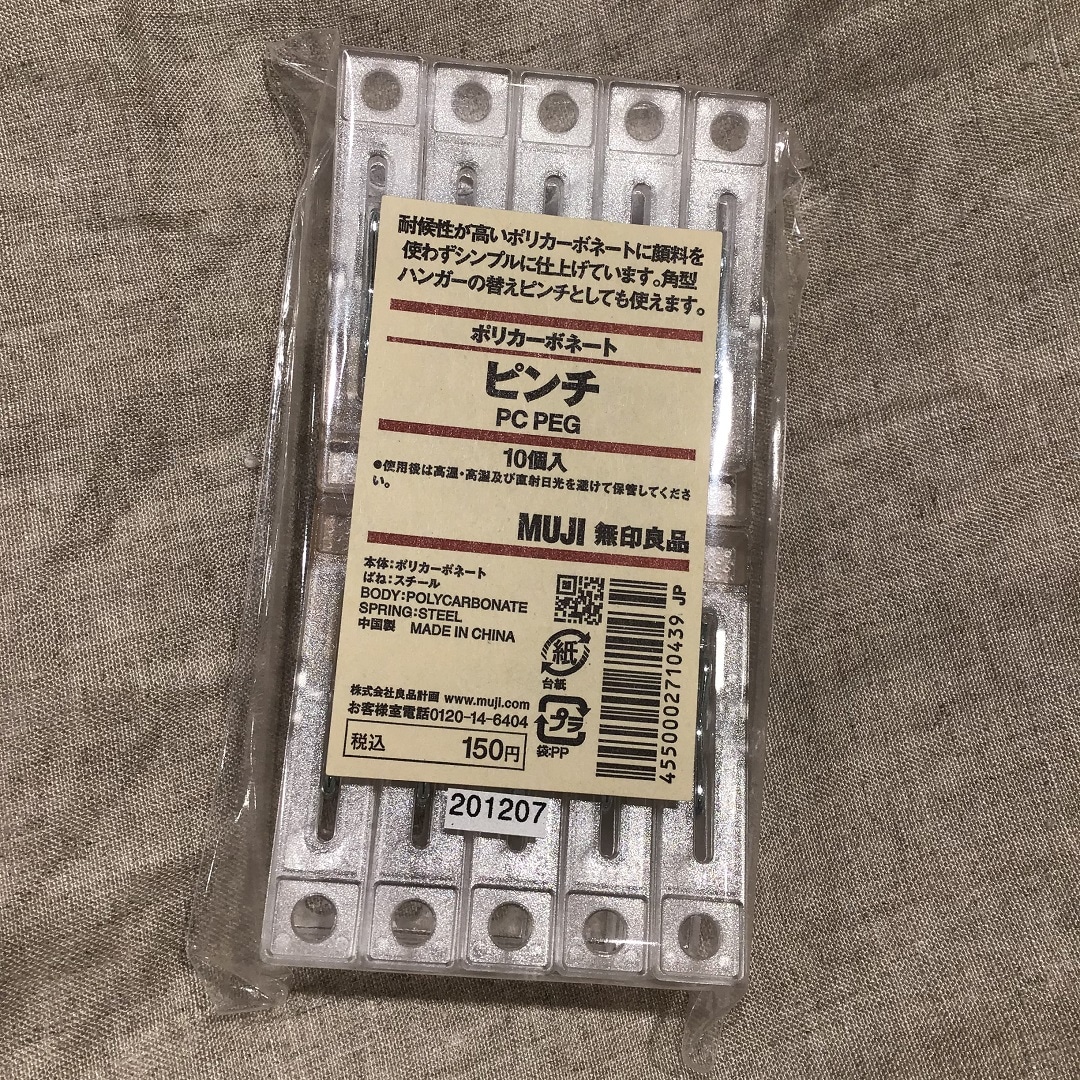 耐候性が高いポリカーボネートに顔料を
使わずシンプルに仕上げています。角型
ハンガーの替えピンチとしても使えます。
ポリカーボネート
ピンチ
PC PEG
10個入
●使用後は高温・高湿及び直射日光を避けて保管してくださ
い。
MUJI 無印良品
本体:ポリカーボネート
ばね:スチール
BODY:POLYCARBONATE
SPRING:STEEL
中国製 MADE IN CHINA
株式会社良品計画 www.muji.com
お客様室電話0120-14-6404
税込 150円
紙
台紙
プラ
袋:PP
4550002710439 JP
201207